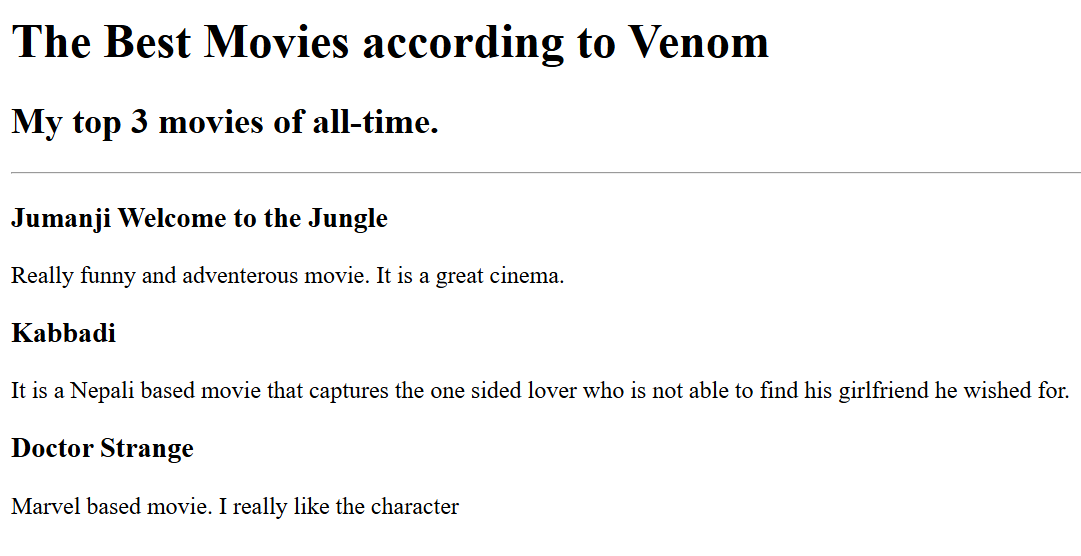 The Best Movies according to Venom
My top 3 movies of all-time.
Jumanji Welcome to the Jungle
Really funny and adventerous movie. It is a great cinema.
Kabbadi
It is a Nepali based movie that captures the one sided lover who is not able to find his girlfriend he wished for.
Doctor Strange
Marvel based movie. I really like the character